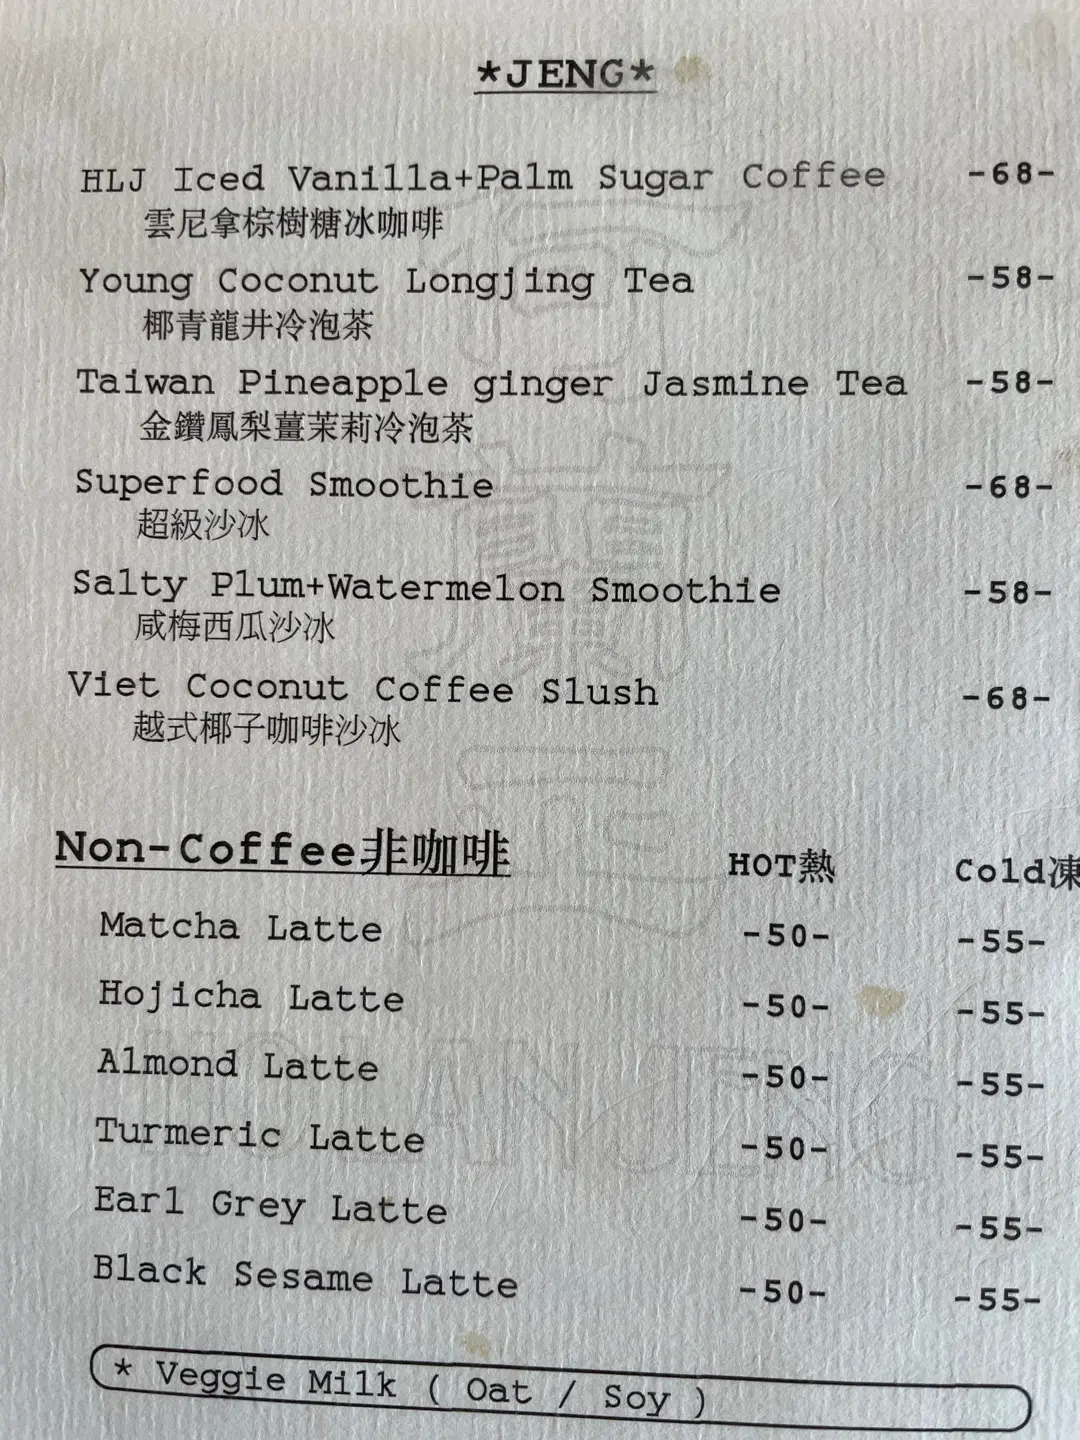 *JENG*
HLJ Iced Vanilla+Palm Sugar Coffee -68-
雲尼拿棕樹糖冰咖啡
Young Coconut Longjing Tea -58-
椰青龍井冷泡茶
Taiwan Pineapple ginger Jasmine Tea -58-
金鑽鳳梨薑茉莉冷泡茶
Superfood Smoothie -68-
超級沙冰
Salty Plum+Watermelon Smoothie -58-
咸梅西瓜沙冰
Viet Coconut Coffee Slush -68-
越式椰子咖啡沙冰
Non-Coffee非咖啡 HOT熱 Cold凍
Matcha Latte -50- -55-
Hojicha Latte -50- -55-
Almond Latte -50- -55-
Turmeric Latte -50- -55-
Earl Grey Latte -50- -55-
Black Sesame Latte -50- -55-
* Veggie Milk ( Oat / Soy )
何蘭正
HOLAN JENG